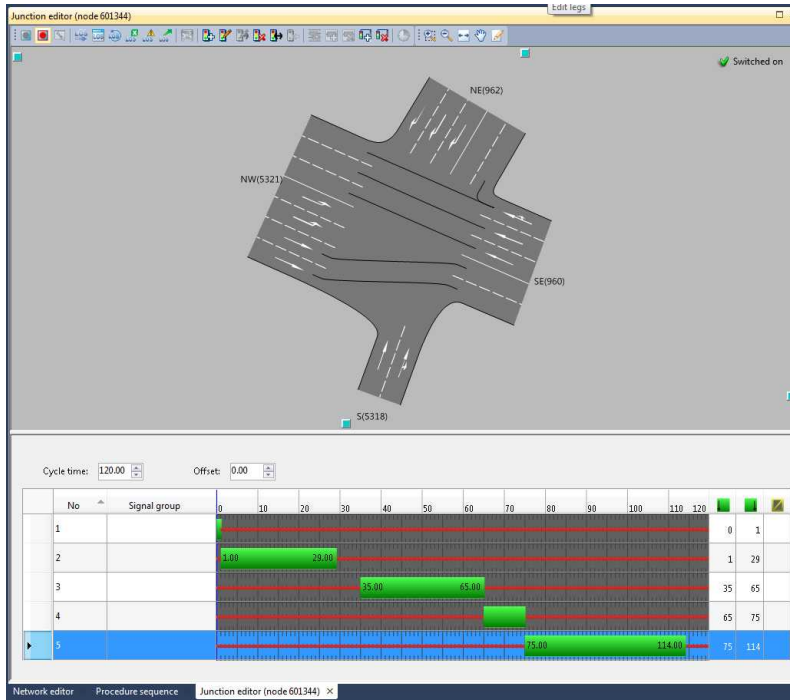 Edit legs
Junction editor (node 601344)
Switched on
NE(962)
NW(5321)
SE(960)
S(5318)
Cycle time: 120.00 Offset: 0.00
No Signal group 0 10 20 30 40 50 60 70 80 90 100 110 120
1 0 1
2 1.00 29.00 1 29
3 35.00 65.00 35 65
4 65 75
5 75.00 114.00 75 114
Network editor Procedure sequence Junction editor (node 601344) ×